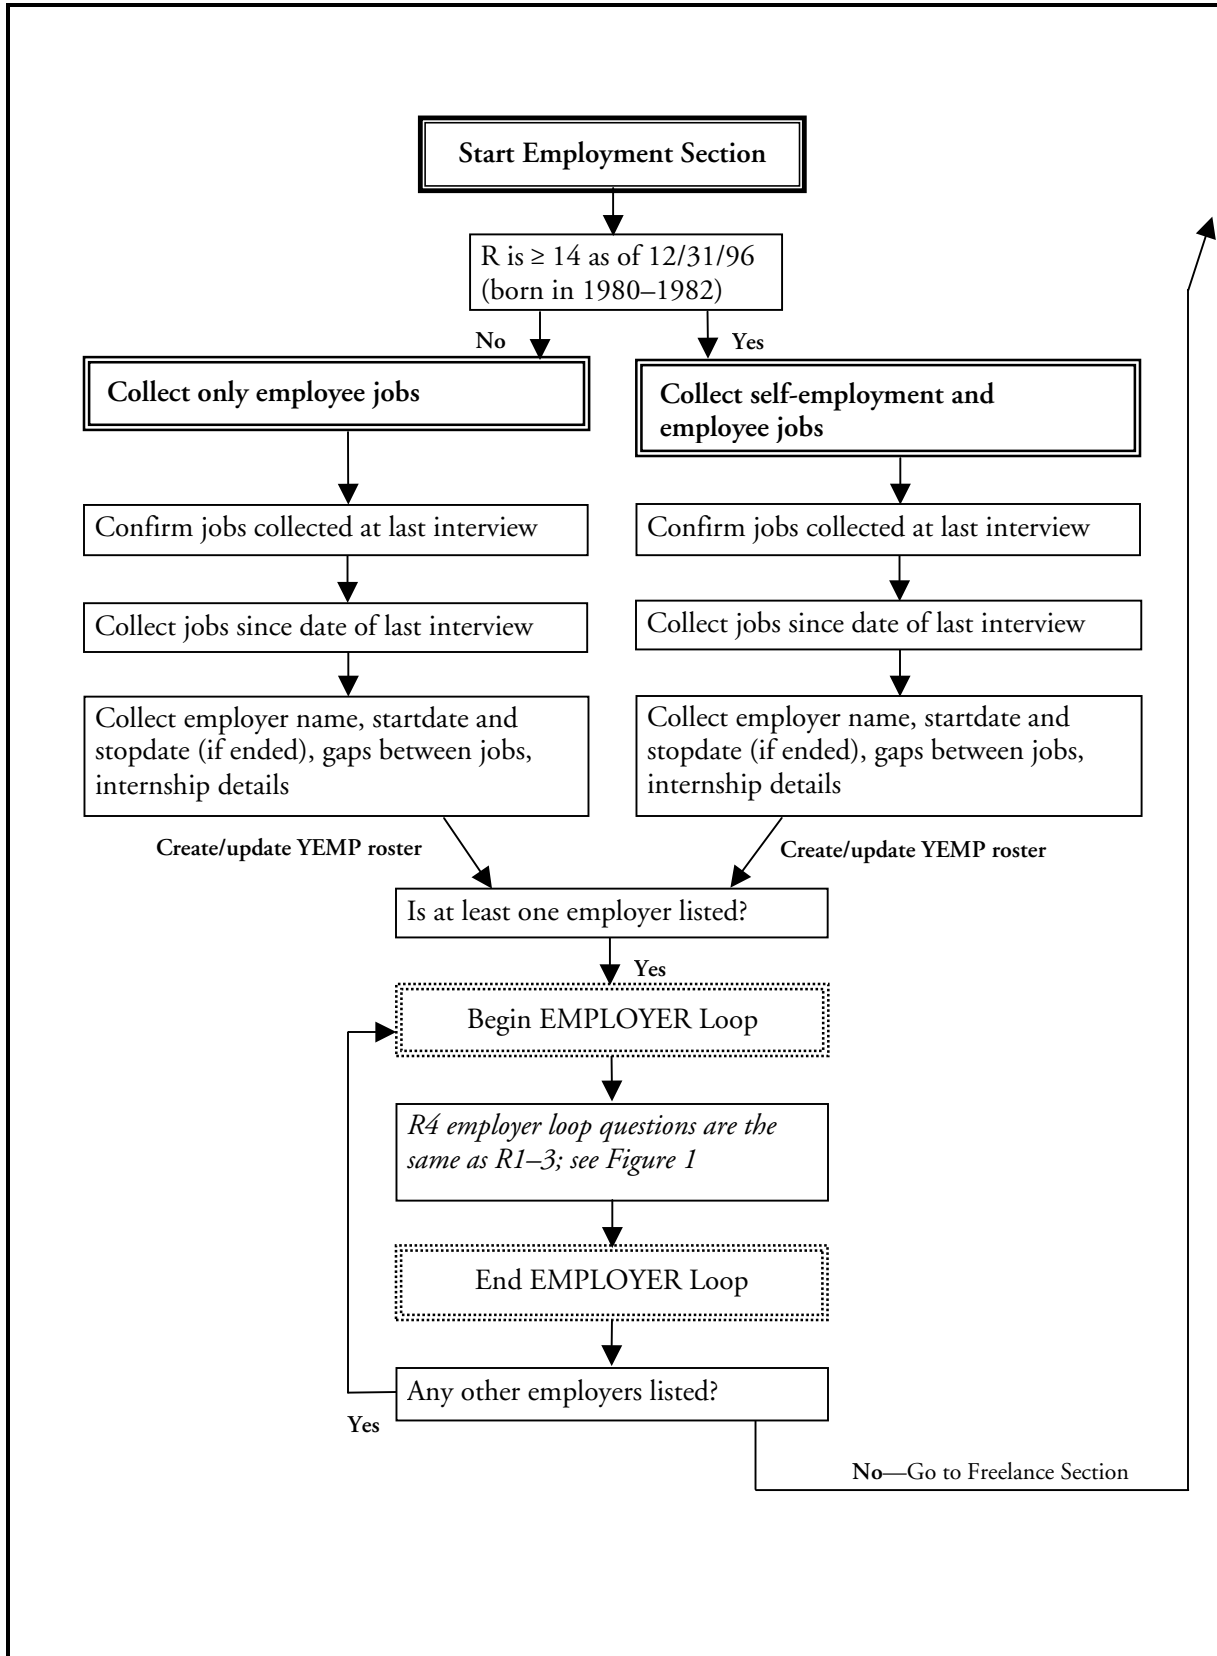 Start Employment Section
R is ≥ 14 as of 12/31/96
(born in 1980–1982)
No
Yes
Collect only employee jobs
Collect self-employment and
employee jobs
Confirm jobs collected at last interview
Confirm jobs collected at last interview
Collect jobs since date of last interview
Collect jobs since date of last interview
Collect employer name, startdate and
stopdate (if ended), gaps between jobs,
internship details
Collect employer name, startdate and
stopdate (if ended), gaps between jobs,
internship details
Create/update YEMP roster
Create/update YEMP roster
Is at least one employer listed?
Yes
Begin EMPLOYER Loop
R4 employer loop questions are the
same as R1–3; see Figure 1
End EMPLOYER Loop
Any other employers listed?
Yes
No—Go to Freelance Section